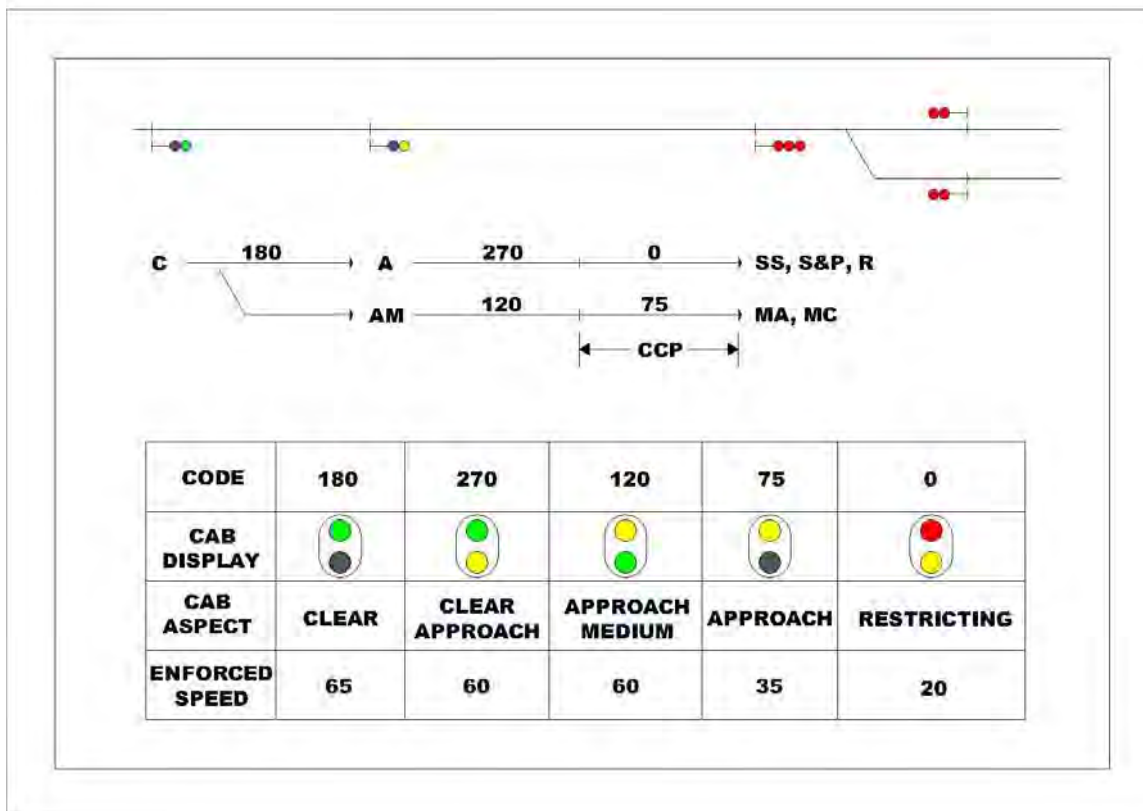 C 180 A 270 0 SS, S&P, R
AM 120 75 MA, MC
CCP
CODE 180 270 120 75 0
CAB
DISPLAY
CAB
ASPECT
CLEAR
CLEAR
APPROACH
APPROACH
MEDIUM
APPROACH
RESTRICTING
ENFORCED
SPEED
65 60 60 35 20